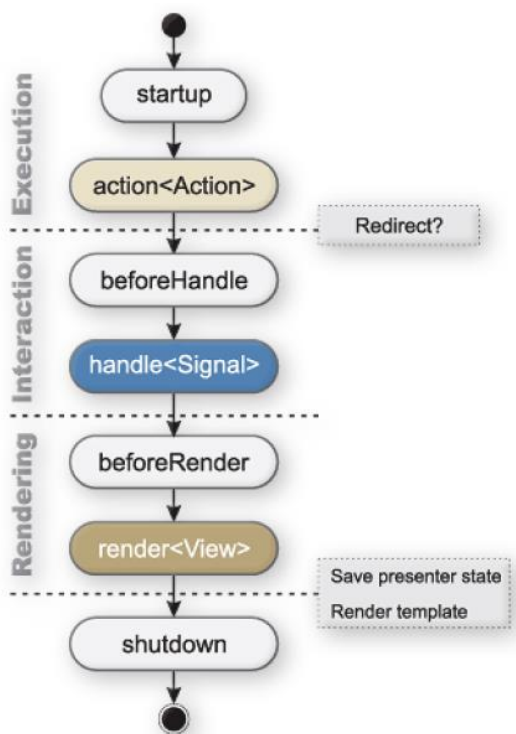 Execution
startup
action<Action>
Redirect?
Interaction
beforeHandle
handle<Signal>
Rendering
beforeRender
render<View>
Save presenter state
Render template
shutdown